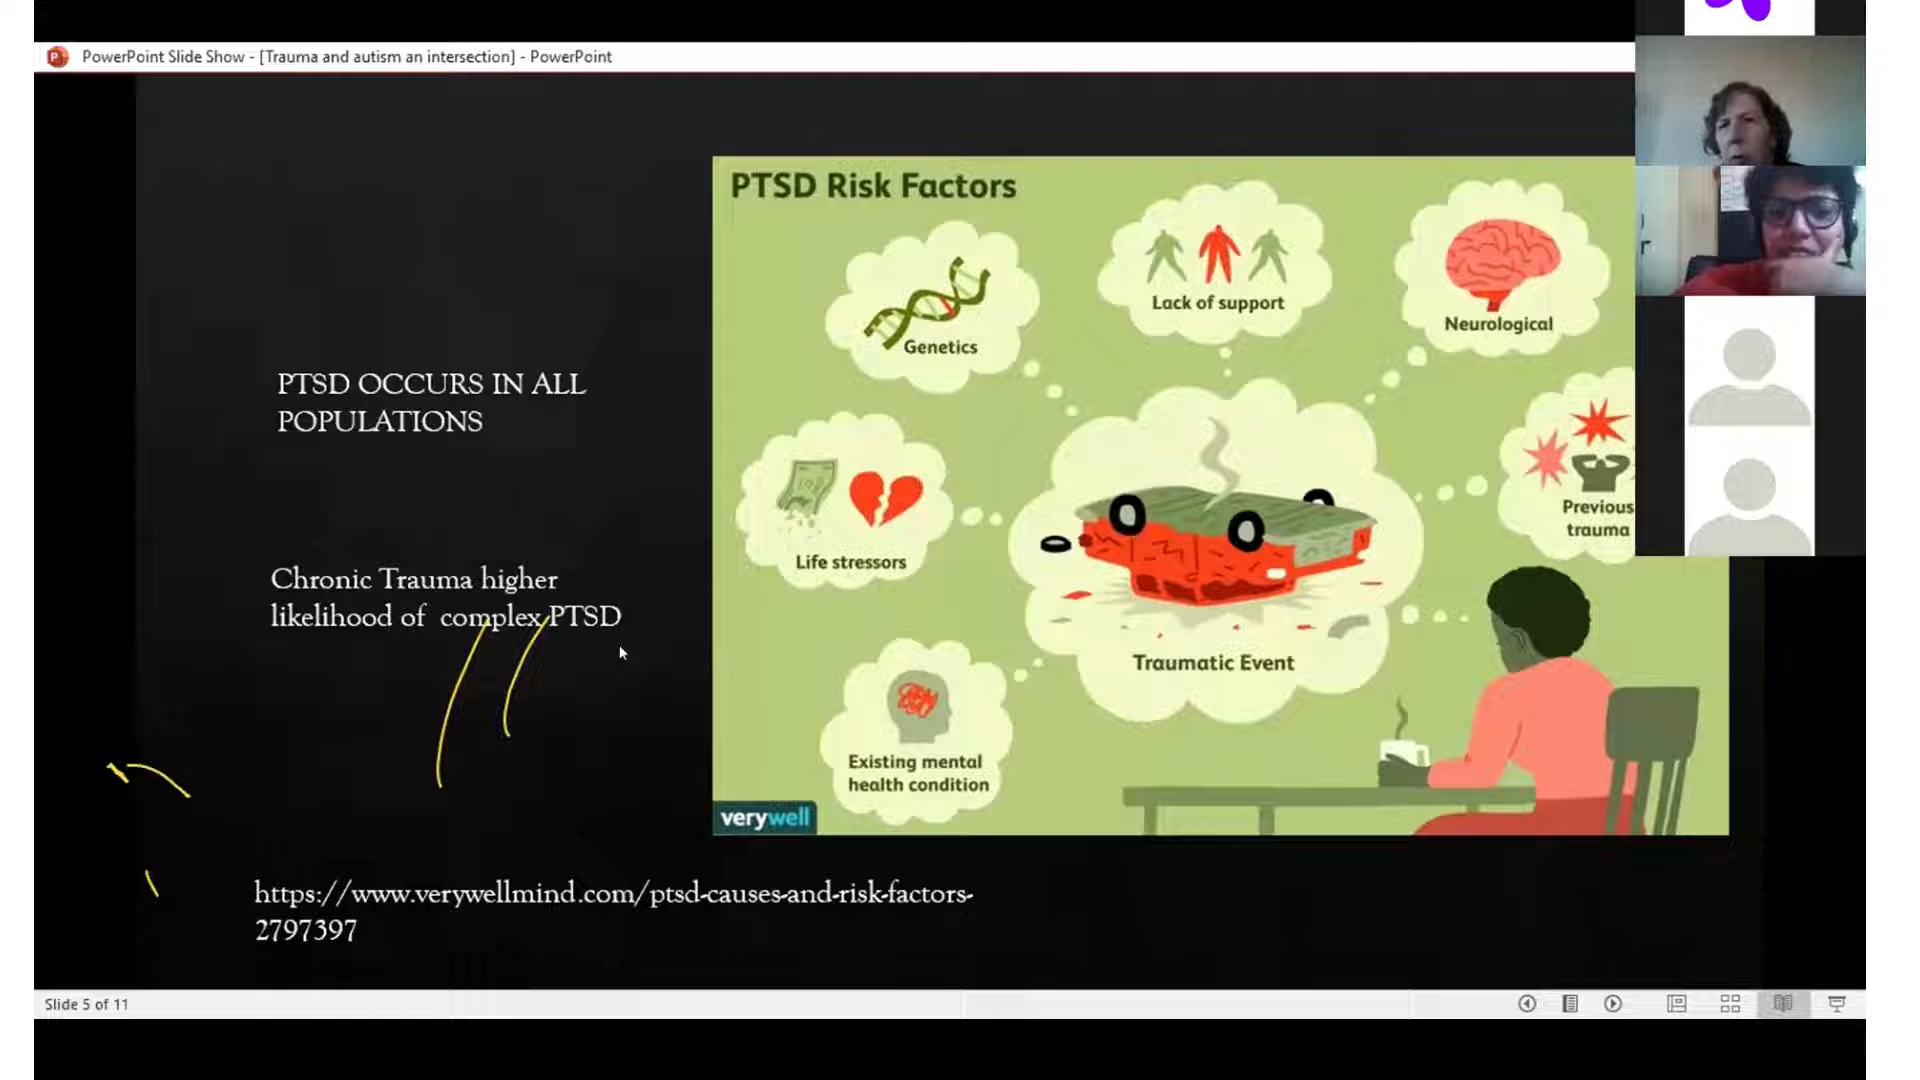 PowerPoint Slide Show - [Trauma and autism an intersection] - PowerPoint
PTSD OCCURS IN ALL
POPULATIONS
Chronic Trauma higher
likelihood of complex PTSD
PTSD Risk Factors
Genetics
Lack of support
Neurological
Life stressors
Previous
trauma
Traumatic Event
Existing mental
health condition
verywell
https://www.verywellmind.com/ptsd-causes-and-risk-factors-
2797397
Slide 5 of 11